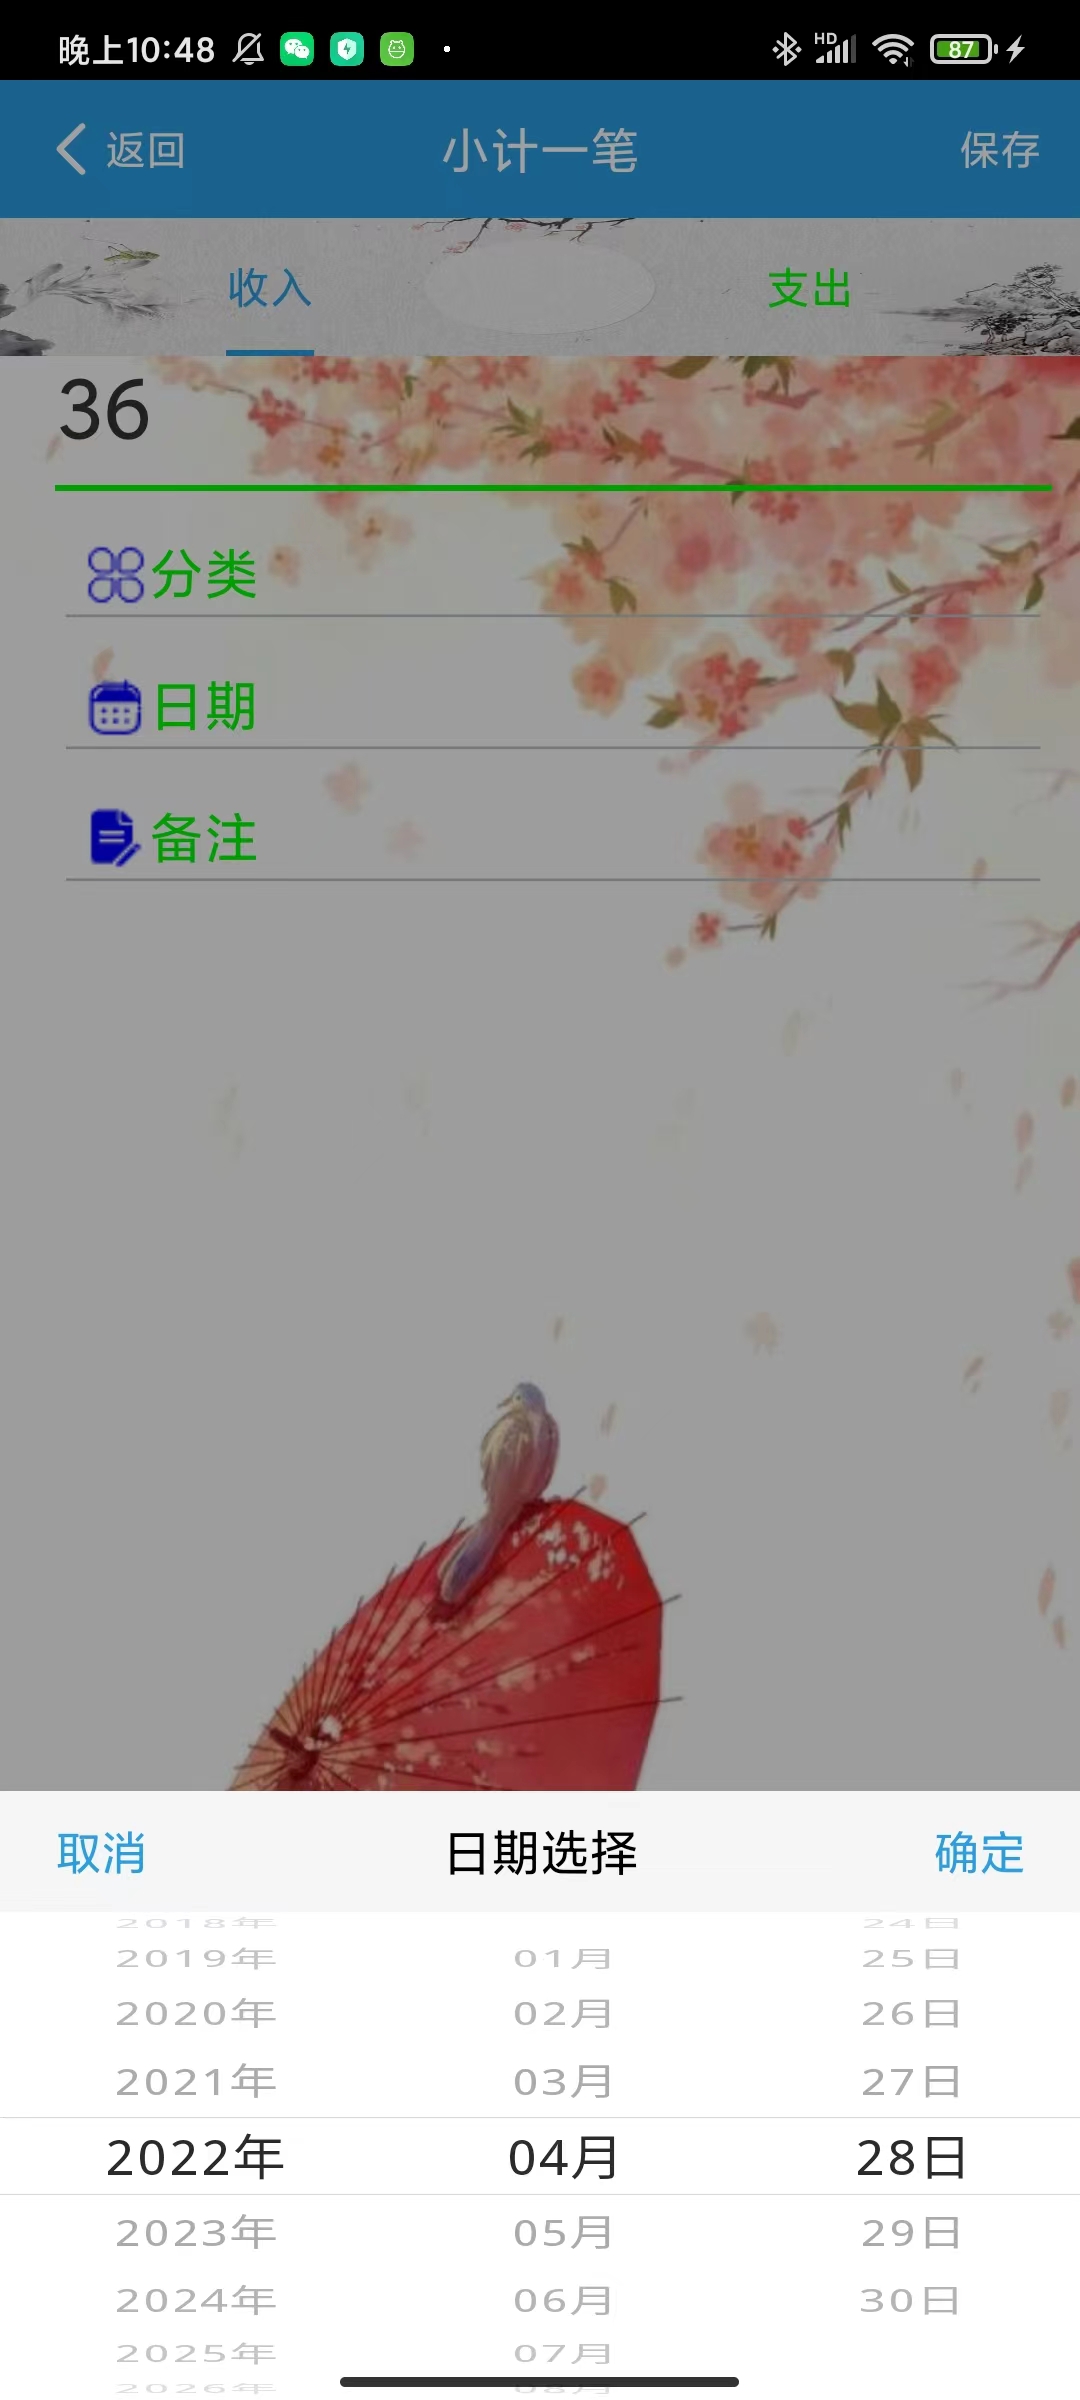 晚上10:48 HD 87
返回 小计一笔 保存
收入 支出
36
分类
日期
备注
取消 日期选择 确定
2018年 24日
2019年 01月 25日
2020年 02月 26日
2021年 03月 27日
2022年 04月 28日
2023年 05月 29日
2024年 06月 30日
2025年 07月
2026年 08月